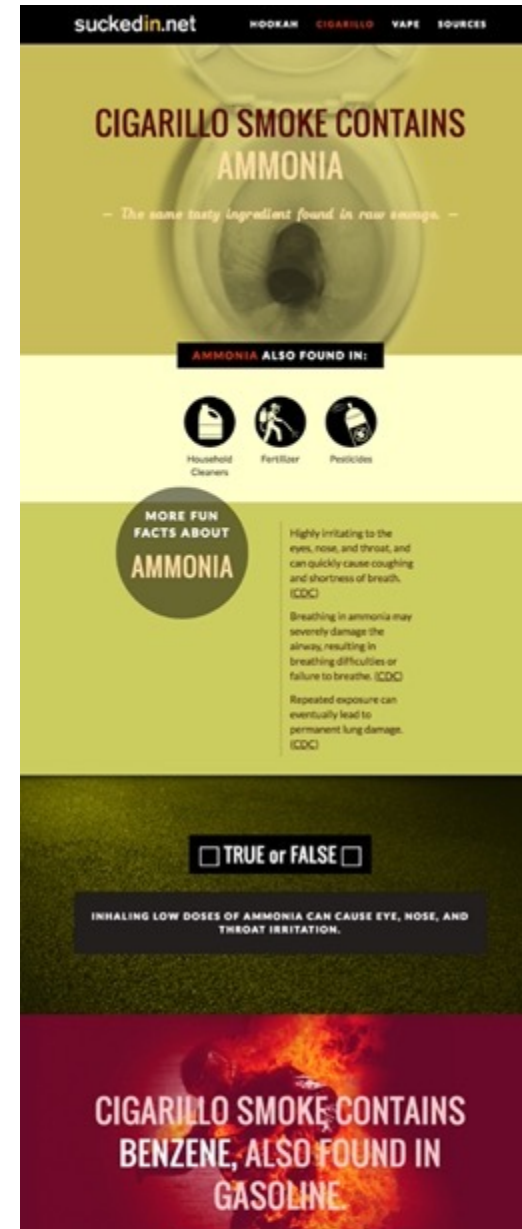 suckedin.net
HOOKAH CIGARILLO VAPE SOURCES
CIGARILLO SMOKE CONTAINS
AMMONIA
— The same tasty ingredient found in raw sewage. —
AMMONIA ALSO FOUND IN:
Household
Cleaners
Fertilizer
Pesticides
MORE FUN
FACTS ABOUT
AMMONIA
Highly irritating to the
eyes, nose, and throat, and
can quickly cause coughing
and shortness of breath.
(CDC)
Breathing in ammonia may
severely damage the
airway, resulting in
breathing difficulties or
failure to breathe. (CDC)
Repeated exposure can
eventually lead to
permanent lung damage.
(CDC)
TRUE or FALSE
INHALING LOW DOSES OF AMMONIA CAN CAUSE EYE, NOSE, AND
THROAT IRRITATION.
CIGARILLO SMOKE CONTAINS
BENZENE, ALSO FOUND IN
GASOLINE.